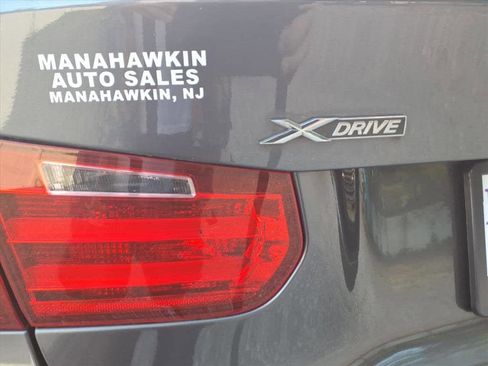 MANAHAWKIN
AUTO SALES
MANAHAWKIN, NJ
XDRIVE